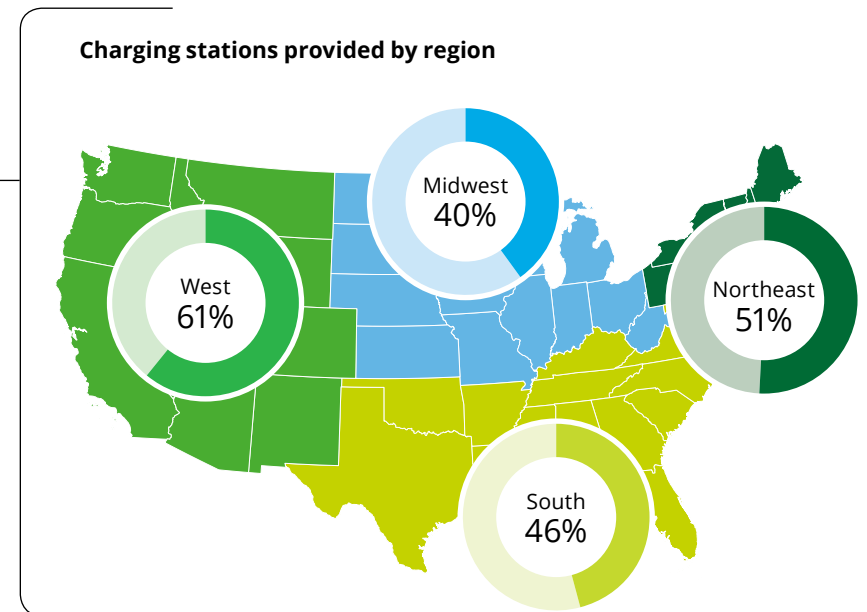 Charging stations provided by region
Midwest
40%
West
61%
Northeast
51%
South
46%